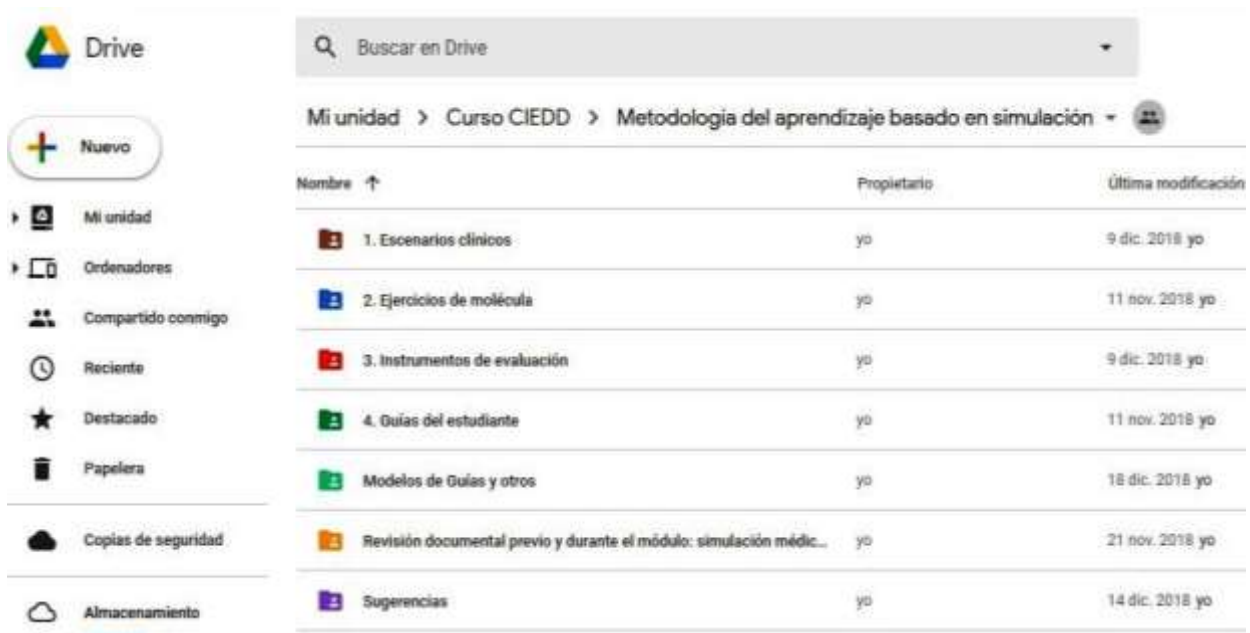 Drive
Buscar en Drive
Nuevo
Mi unidad
Ordenadores
Compartido conmigo
Reciente
Destacado
Papelera
Copias de seguridad
Almacenamiento
Mi unidad > Curso CIEDD > Metodología del aprendizaje basado en simulación
Nombre ↑ Propietario Última modificación
1. Escenarios clínicos yo 9 dic. 2018 yo
2. Ejercicios de molécula yo 11 nov. 2018 yo
3. Instrumentos de evaluación yo 9 dic. 2018 yo
4. Guías del estudiante yo 11 nov. 2018 yo
Modelos de Guías y otros yo 18 dic. 2018 yo
Revisión documental previo y durante el módulo: simulación médic... yo 21 nov. 2018 yo
Sugerencias yo 14 dic. 2018 yo